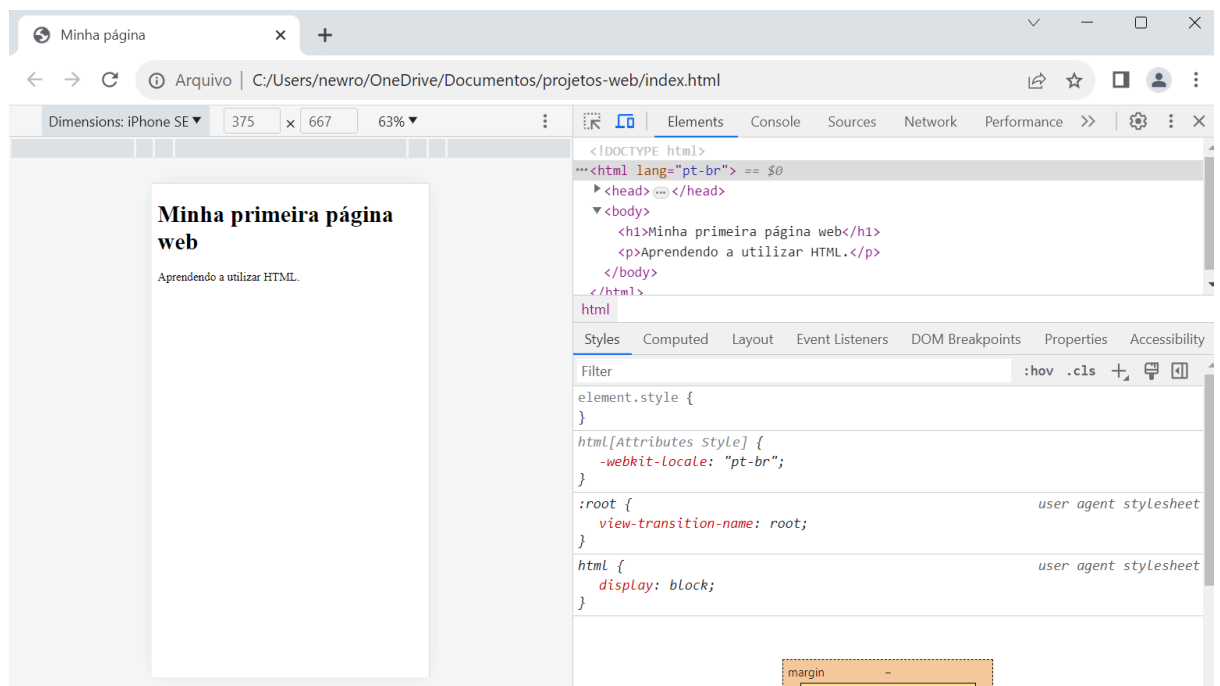 Minha página
Arquivo | C:/Users/newro/OneDrive/Documentos/projetos-web/index.html
Dimensions: iPhone SE ▼ 375 x 667 63% ▼
Minha primeira página
web
Aprendendo a utilizar HTML.
Elements Console Sources Network Performance
<!DOCTYPE html>
···<html lang="pt-br"> == $0
▶<head>···</head>
▼<body>
<h1>Minha primeira página web</h1>
<p>Aprendendo a utilizar HTML.</p>
</body>
</html>
html
Styles Computed Layout Event Listeners DOM Breakpoints Properties Accessibility
Filter :hov .cls
element.style {
}
html[Attributes Style] {
-webkit-locale: "pt-br";
}
:root { user agent stylesheet
view-transition-name: root;
}
html { user agent stylesheet
display: block;
}
margin –